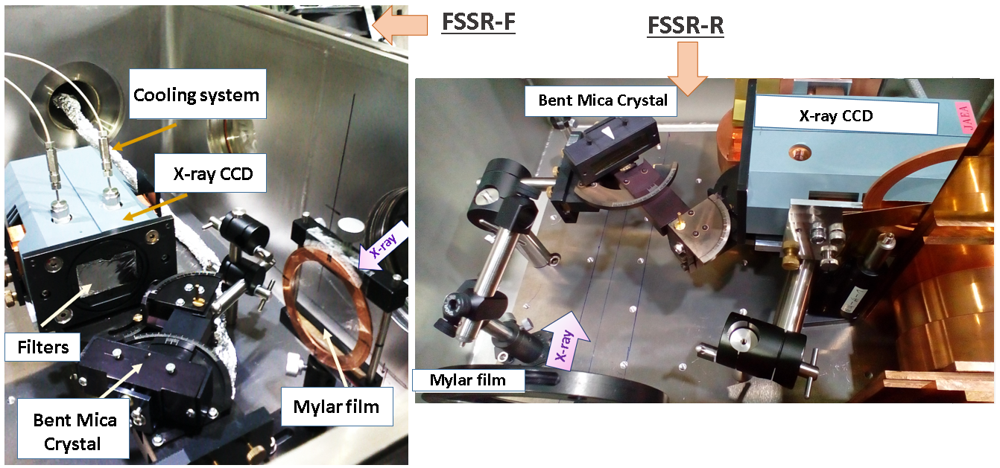 FSSR-F
FSSR-R
Cooling system
X-ray CCD
X-ray
Filters
Bent Mica
Crystal
Mylar film
Bent Mica Crystal
X-ray CCD
JAEA
X-ray
Mylar film